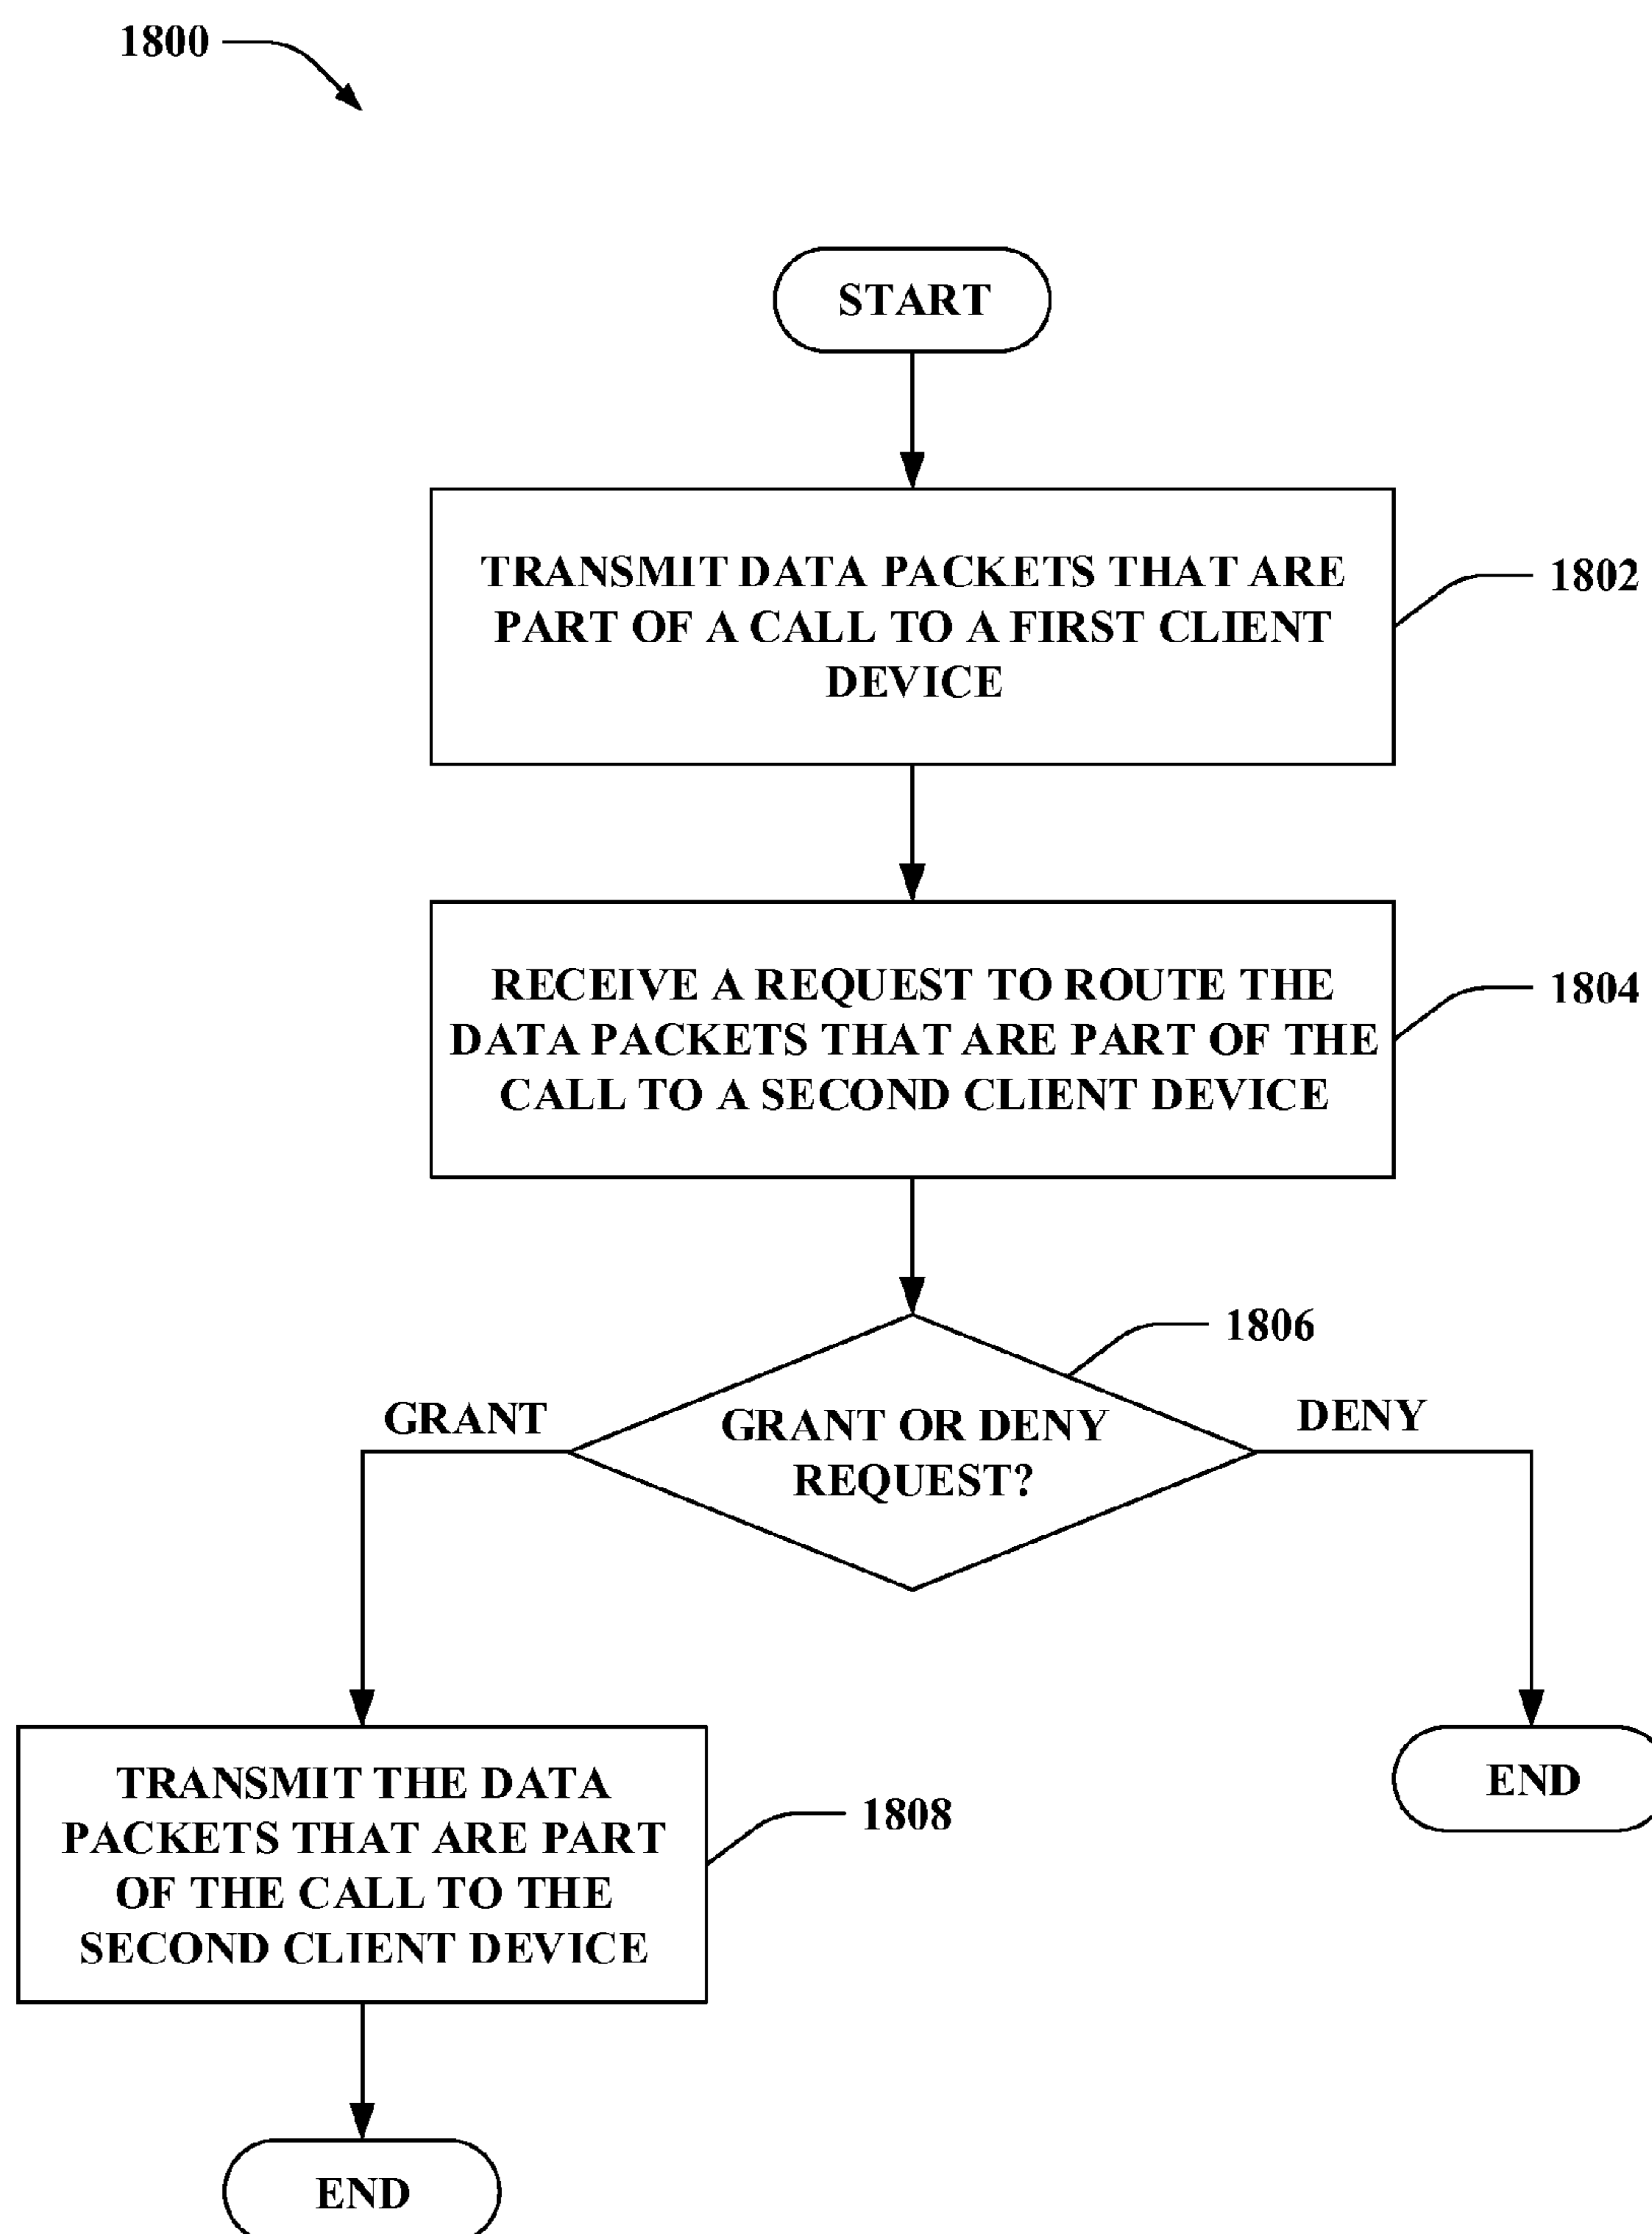 1800
START
TRANSMIT DATA PACKETS THAT ARE
PART OF A CALL TO A FIRST CLIENT
DEVICE
1802
RECEIVE A REQUEST TO ROUTE THE
DATA PACKETS THAT ARE PART OF THE
CALL TO A SECOND CLIENT DEVICE
1804
1806
GRANT
GRANT OR DENY
REQUEST?
DENY
TRANSMIT THE DATA
PACKETS THAT ARE PART
OF THE CALL TO THE
SECOND CLIENT DEVICE
1808
END
END